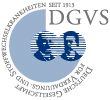 DGVS
DEUTSCHE GESELLSCHAFT
FÜR VERDAUUNGS- UND STOFFWECHSELKRANKHEITEN SEIT 1913